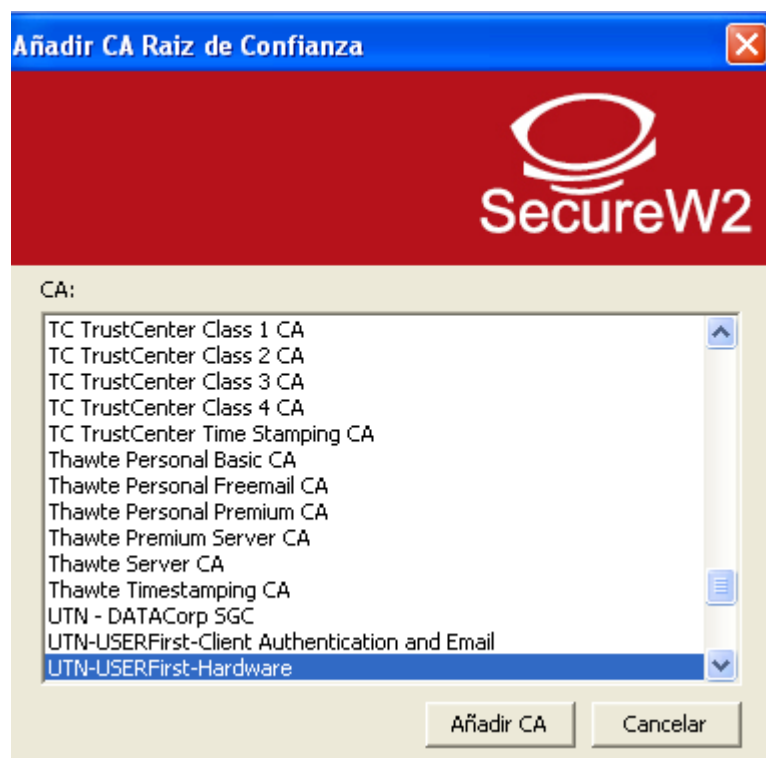 Añadir CA Raiz de Confianza
SecureW2
CA:
TC TrustCenter Class 1 CA
TC TrustCenter Class 2 CA
TC TrustCenter Class 3 CA
TC TrustCenter Class 4 CA
TC TrustCenter Time Stamping CA
Thawte Personal Basic CA
Thawte Personal Freemail CA
Thawte Personal Premium CA
Thawte Premium Server CA
Thawte Server CA
Thawte Timestamping CA
UTN - DATACorp SGC
UTN-USERFirst-Client Authentication and Email
UTN-USERFirst-Hardware
Añadir CA
Cancelar